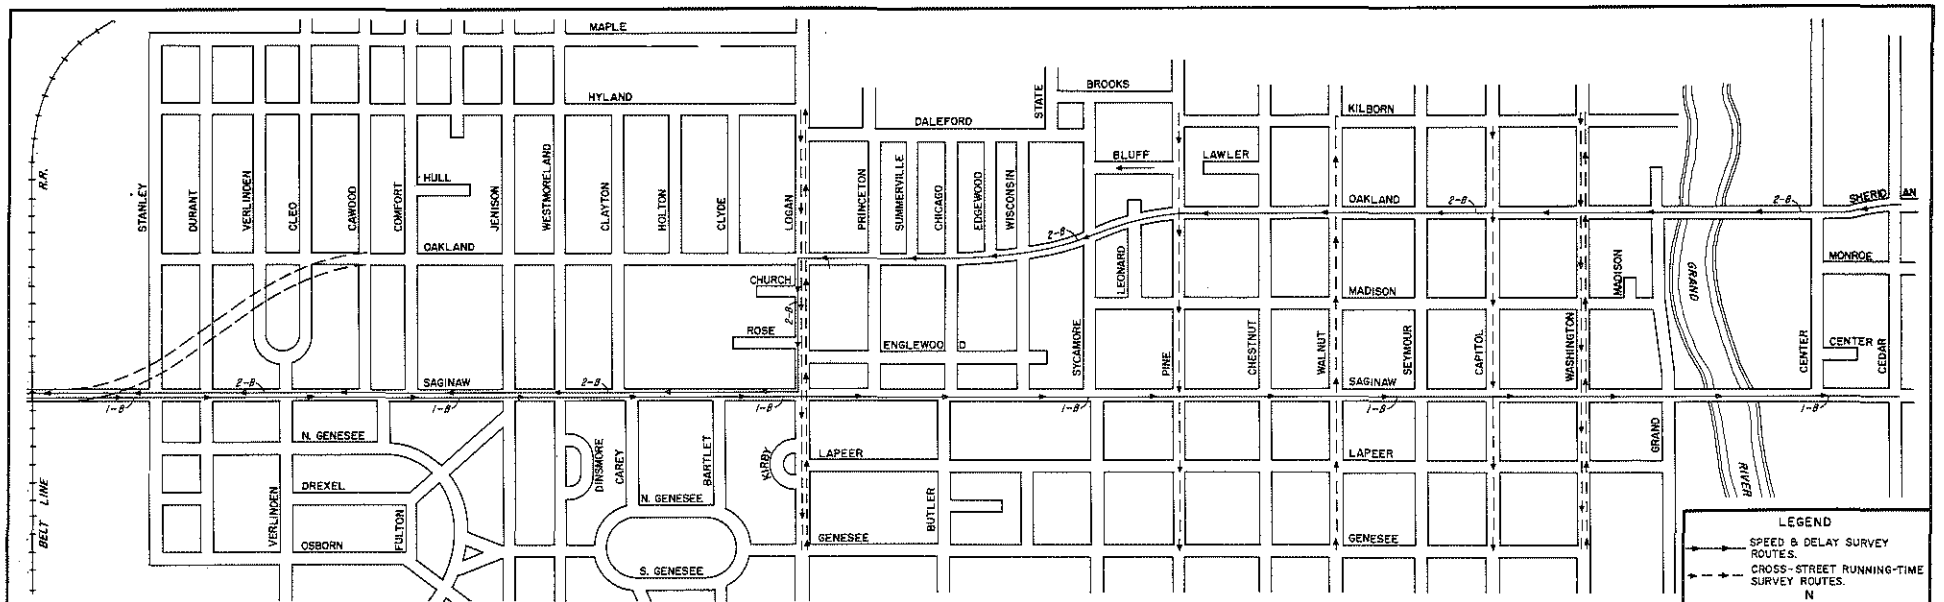 MAPLE
HYLAND
BROOKS
STATE
KILBORN
DALEFORD
R.R.
STANLEY
DURANT
VERLINDEN
CLEO
CAWOOD
COMFORT
HULL
JENISON
WESTMORELAND
CLAYTON
HOLTON
CLYDE
LOGAN
PRINCETON
SUMMERVILLE
CHICAGO
EDGEWOOD
WISCONSIN
BLUFF
LAWLER
OAKLAND
2-B
2-B
SHERIDAN
OAKLAND
2-B
CHURCH
2-B
ROSE
ENGLEWOOD
LEONARD
MADISON
MADISON
GRAND
MONROE
SYCAMORE
PINE
CHESTNUT
WALNUT
SEYMOUR
CAPITOL
WASHINGTON
CENTER
CENTER
CEDAR
2-B
SAGINAW
2-B
SAGINAW
1-B
1-B
1-B
1-B
1-B
1-B
1-B
N. GENESEE
DINSMORE
CAREY
BARTLET
KIRBY
LAPEER
LAPEER
GRAND
RIVER
DREXEL
N. GENESEE
BUTLER
BELT LINE
VERLINDEN
OSBORN
FULTON
S. GENESEE
GENESEE
GENESEE
LEGEND
SPEED & DELAY SURVEY
ROUTES.
CROSS-STREET RUNNING-TIME
SURVEY ROUTES.
N